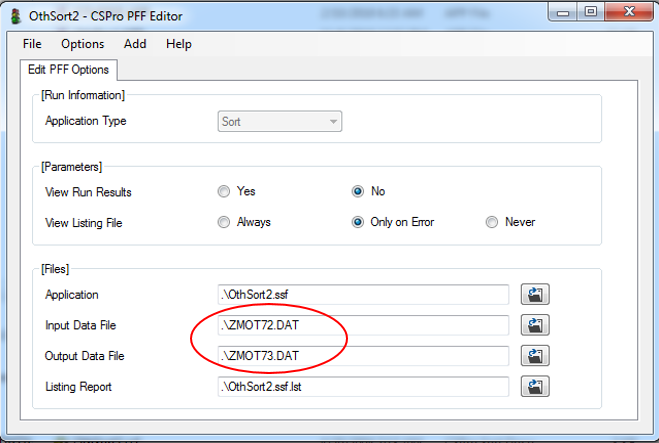 OthSort2 - CSPro PFF Editor
File Options Add Help
Edit PFF Options
[Run Information]
Application Type Sort
[Parameters]
View Run Results Yes No
View Listing File Always Only on Error Never
[Files]
Application .\OthSort2.ssf
Input Data File .\ZMOT72.DAT
Output Data File .\ZMOT73.DAT
Listing Report .\OthSort2.ssf.lst